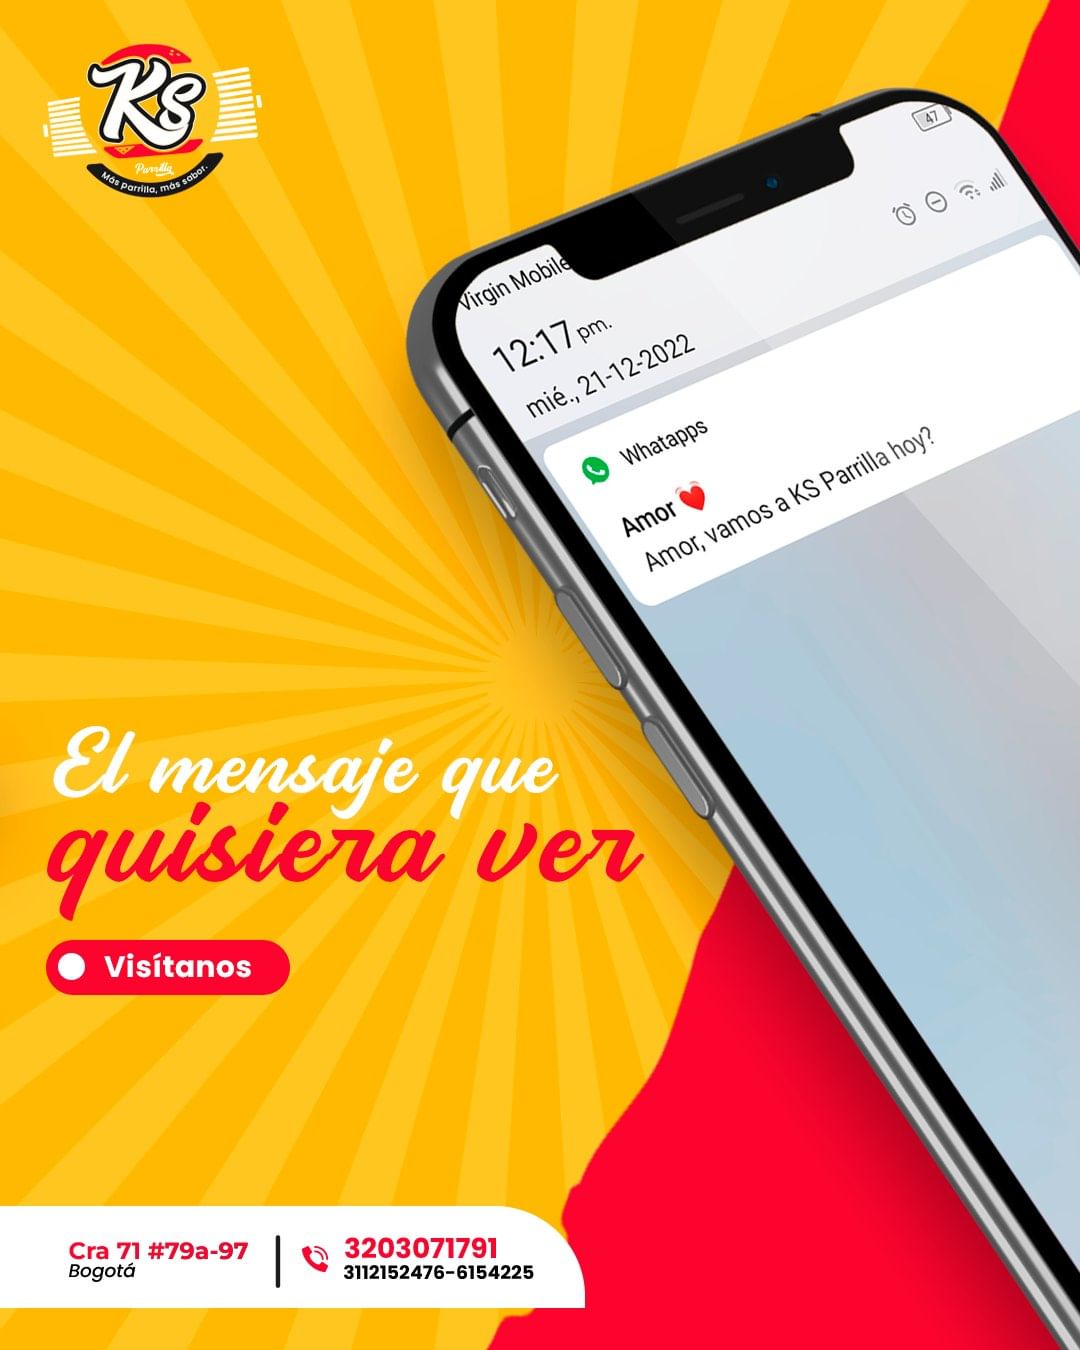 KS
Parrilla
Más parrilla, más sabor.
47
Virgin Mobile
12:17 pm.
mié., 21-12-2022
Whatapps
Amor ❤️
Amor, vamos a KS Parrilla hoy?
El mensaje que
quisiera ver
Visítanos
Cra 71 #79a-97
Bogotá
3203071791
3112152476-6154225